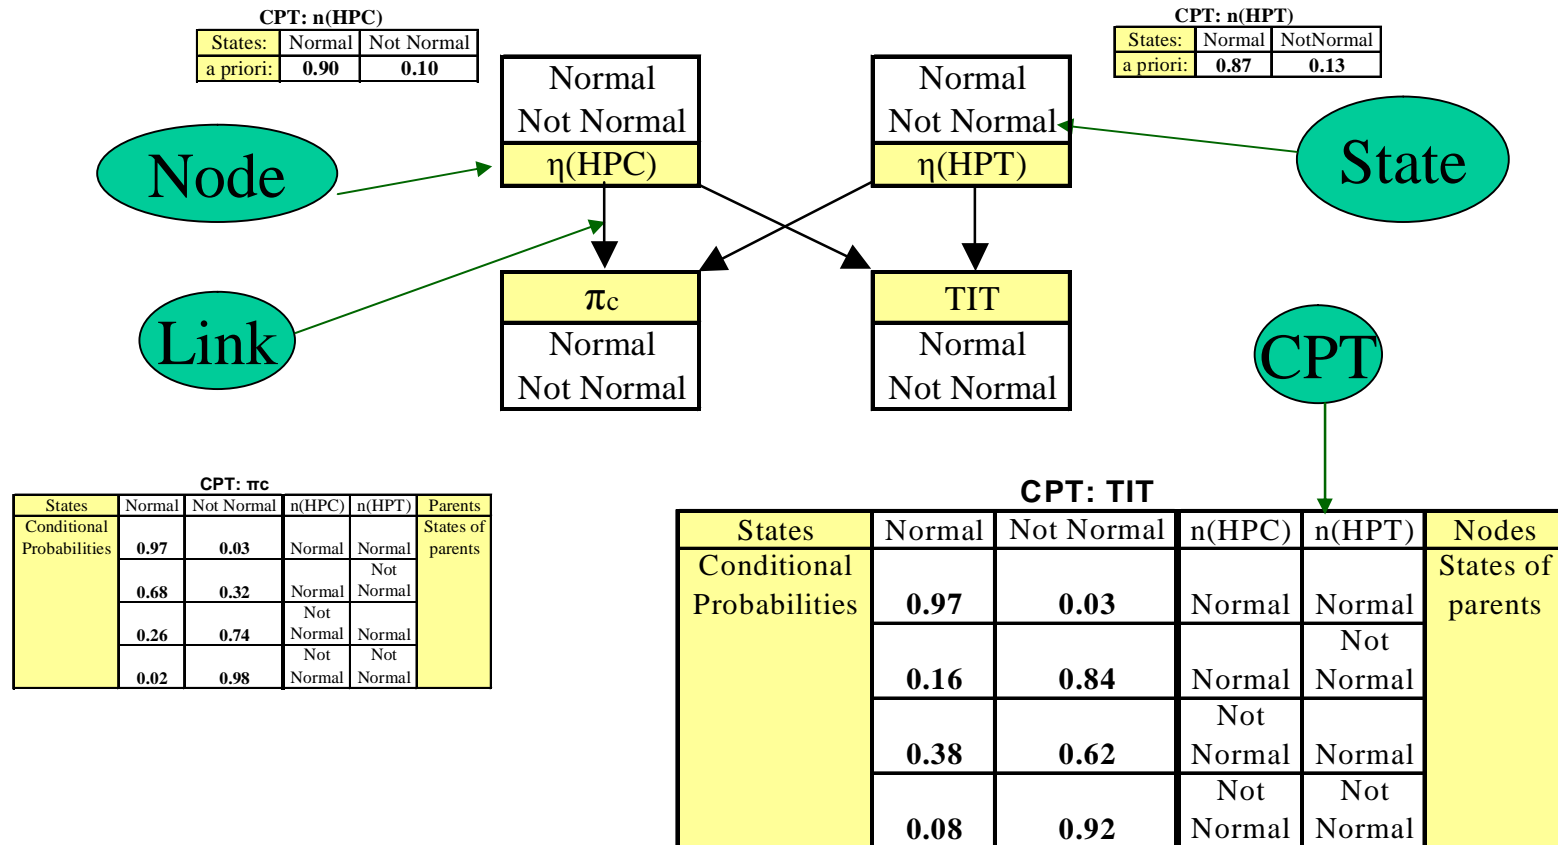 CPT: n(HPC)
States: Normal Not Normal
a priori: 0.90 0.10
CPT: n(HPT)
States: Normal NotNormal
a priori: 0.87 0.13
Normal
Not Normal
η(HPC)
Normal
Not Normal
η(HPT)
Node
State
Link
πc
Normal
Not Normal
TIT
Normal
Not Normal
CPT
CPT: πc
States Normal Not Normal n(HPC) n(HPT) Parents
Conditional States of
Probabilities 0.97 0.03 Normal Normal parents
Not
0.68 0.32 Normal Normal
Not
0.26 0.74 Normal Normal
Not Not
0.02 0.98 Normal Normal
CPT: TIT
States Normal Not Normal n(HPC) n(HPT) Nodes
Conditional States of
Probabilities 0.97 0.03 Normal Normal parents
Not
0.16 0.84 Normal Normal
Not
0.38 0.62 Normal Normal
Not Not
0.08 0.92 Normal Normal